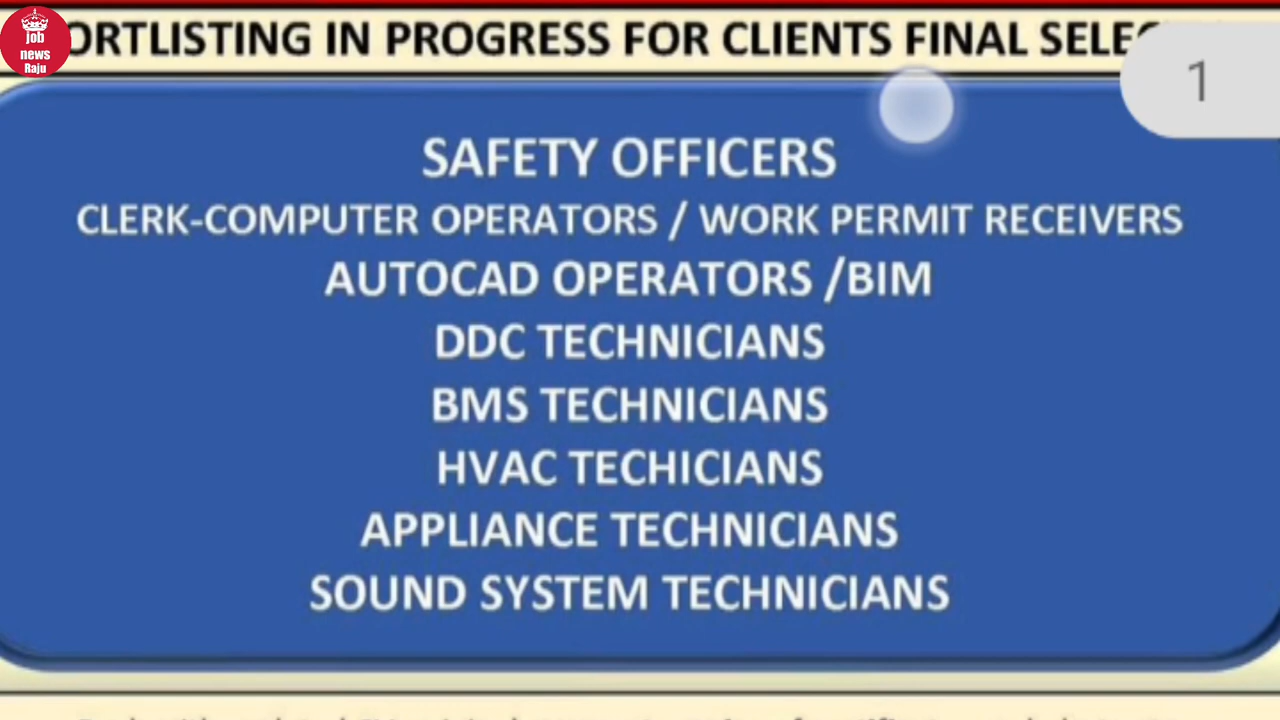 job
news
Raju
ORTLISTING IN PROGRESS FOR CLIENTS FINAL
1
SAFETY OFFICERS
CLERK-COMPUTER OPERATORS / WORK PERMIT RECEIVERS
AUTOCAD OPERATORS /BIM
DDC TECHNICIANS
BMS TECHNICIANS
HVAC TECHICIANS
APPLIANCE TECHNICIANS
SOUND SYSTEM TECHNICIANS